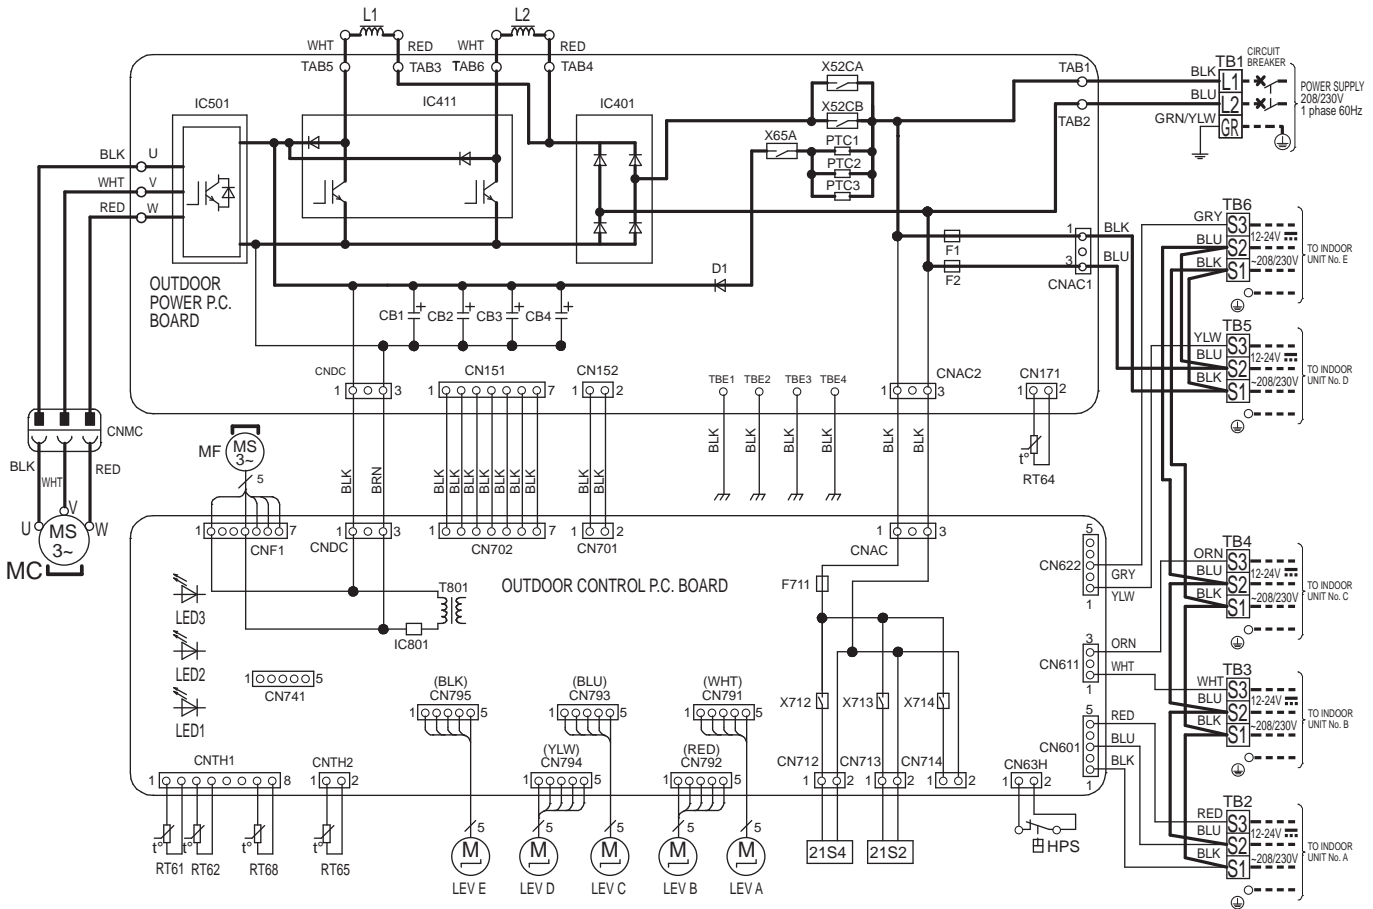 L1
L2
WHT
RED
WHT
RED
TAB5
TAB3
TAB6
TAB4
IC501
IC411
IC401
X52CA
X52CB
X65A
PTC1
PTC2
PTC3
TAB1
TAB2
BLK
BLU
GRN/YLW
TB1
L1
L2
GR
CIRCUIT
BREAKER
POWER SUPPLY
208/230V
1 phase 60Hz
BLK
U
WHT
V
RED
W
OUTDOOR
POWER P.C.
BOARD
D1
CB1
CB2
CB3
CB4
F1
F2
1
3
CNAC1
BLK
BLU
TB6
GRY
S3
BLU
S2
BLK
S1
12-24V
~208/230V
TO INDOOR
UNIT No. E
TB5
YLW
S3
BLU
S2
BLK
S1
12-24V
~208/230V
TO INDOOR
UNIT No. D
CNDC
1
3
CN151
1
7
CN152
1
2
TBE1
TBE2
TBE3
TBE4
BLK
BLK
BLK
BLK
CNAC2
1
3
CN171
1
2
t°
RT64
CNMC
BLK
WHT
RED
U
V
W
MS
3~
MC
MF
MS
3~
5
1
7
CNF1
BLK
BRN
1
3
CNDC
BLK
BLK
BLK
BLK
BLK
BLK
BLK
1
7
CN702
BLK
BLK
1
2
CN701
BLK
BLK
1
3
CNAC
OUTDOOR CONTROL P.C. BOARD
F711
T801
IC801
LED3
LED2
LED1
1
5
CN741
5
CN622
1
GRY
YLW
3
CN611
1
ORN
WHT
5
CN601
1
RED
BLU
BLK
TB4
ORN
S3
BLU
S2
BLK
S1
12-24V
~208/230V
TO INDOOR
UNIT No. C
TB3
WHT
S3
BLU
S2
BLK
S1
12-24V
~208/230V
TO INDOOR
UNIT No. B
TB2
RED
S3
BLU
S2
BLK
S1
12-24V
~208/230V
TO INDOOR
UNIT No. A
(BLK)
CN795
1
5
(BLU)
CN793
1
5
(WHT)
CN791
1
5
(YLW)
CN794
1
5
(RED)
CN792
1
5
X712
X713
X714
CN712
1
2
CN713
1
2
CN714
1
2
CN63H
1
2
CNTH1
1
8
CNTH2
1
2
t°
RT61
t°
RT62
t°
RT68
t°
RT65
5
M
LEV E
5
M
LEV D
5
M
LEV C
5
M
LEV B
5
M
LEV A
21S4
21S2
HPS